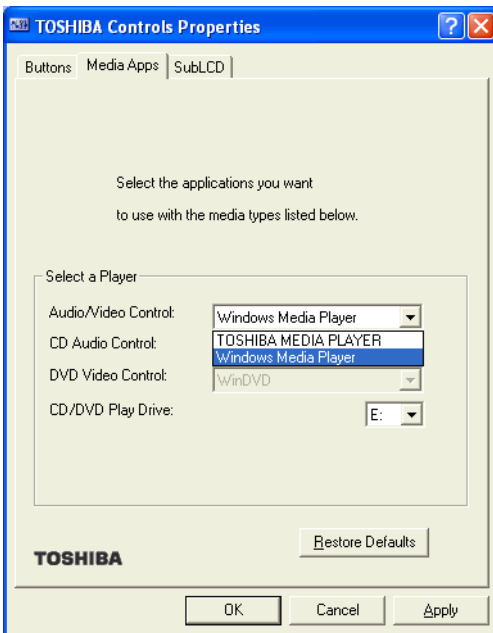 TOSHIBA Controls Properties
Buttons Media Apps SubLCD
Select the applications you want
to use with the media types listed below.
Select a Player
Audio/Video Control: Windows Media Player
CD Audio Control: TOSHIBA MEDIA PLAYER
Windows Media Player
DVD Video Control: WinDVD
CD/DVD Play Drive: E:
Restore Defaults
TOSHIBA
OK Cancel Apply